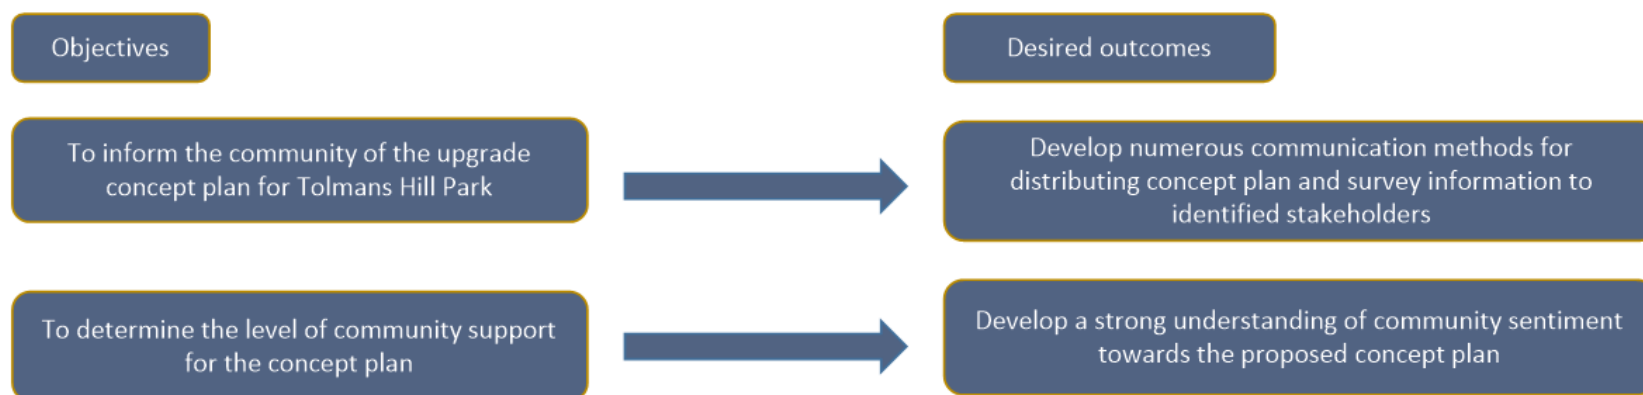 Objectives
Desired outcomes
To inform the community of the upgrade
concept plan for Tolmans Hill Park
Develop numerous communication methods for
distributing concept plan and survey information to
identified stakeholders
To determine the level of community support
for the concept plan
Develop a strong understanding of community sentiment
towards the proposed concept plan